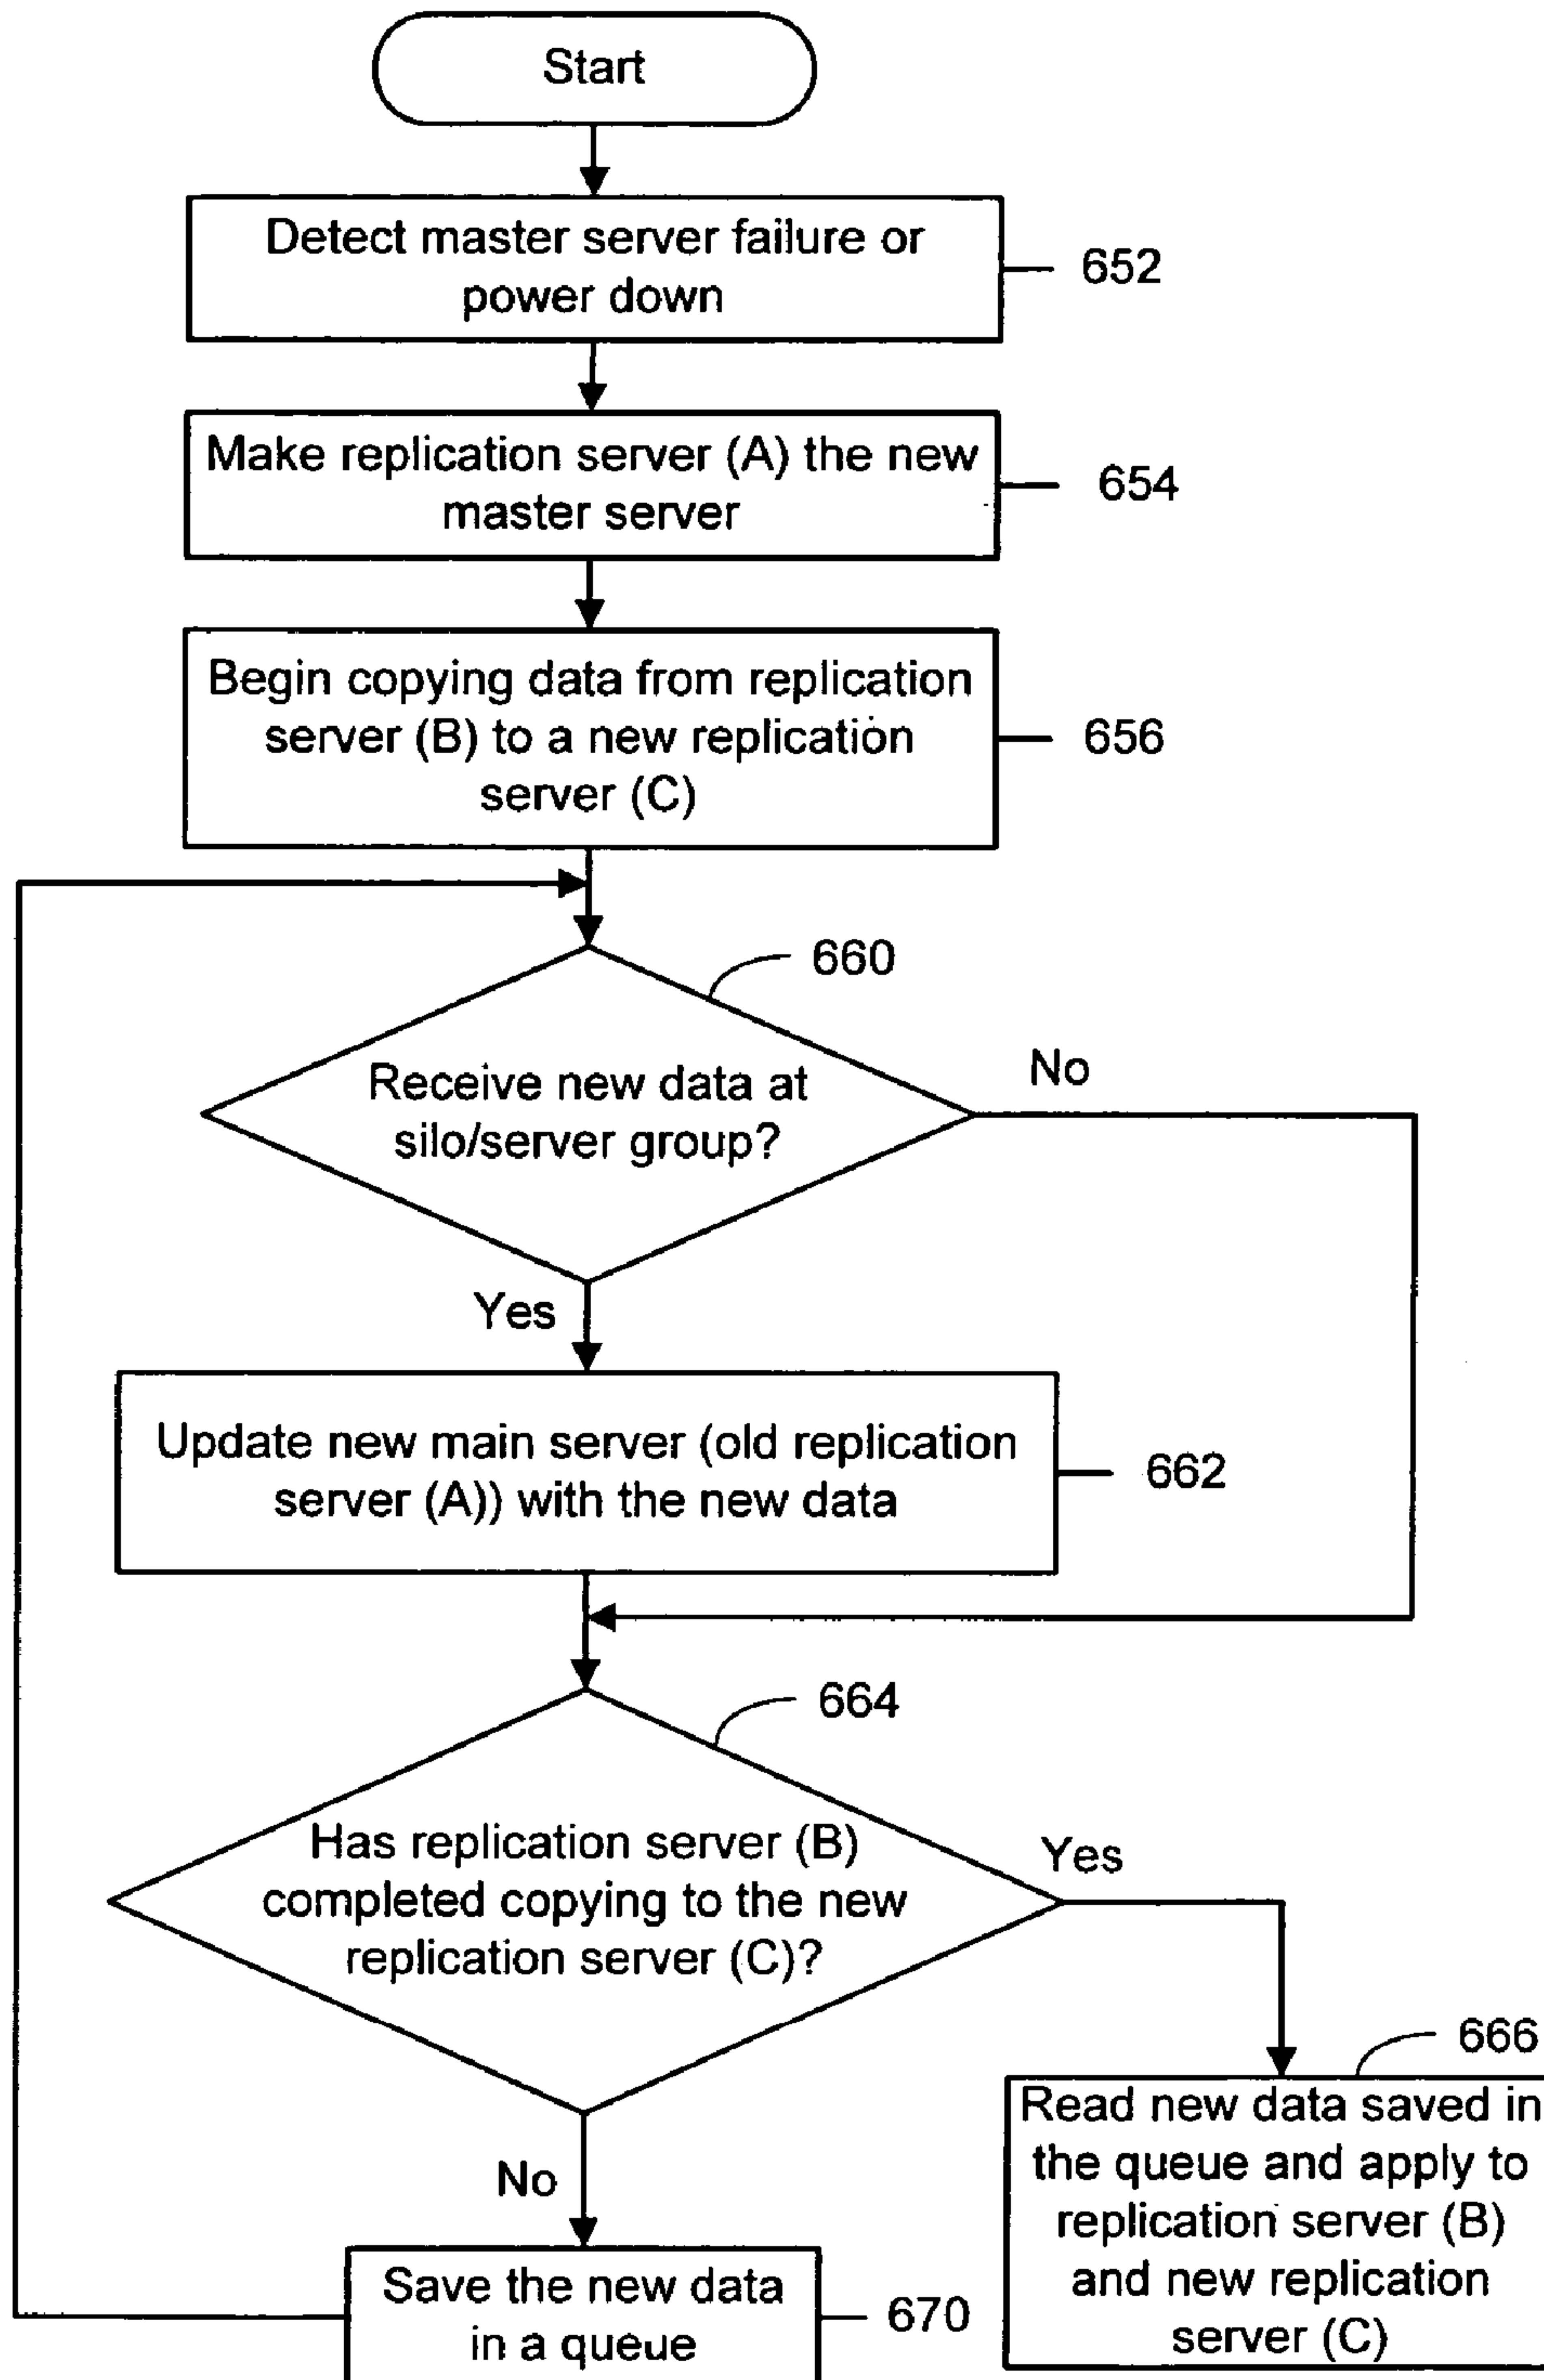 Start
Detect master server failure or
power down
652
Make replication server (A) the new
master server
654
Begin copying data from replication
server (B) to a new replication
server (C)
656
660
Receive new data at
silo/server group?
No
Yes
Update new main server (old replication
server (A)) with the new data
662
664
Has replication server (B)
completed copying to the new
replication server (C)?
Yes
No
666
Read new data saved in
the queue and apply to
replication server (B)
and new replication
server (C)
Save the new data
in a queue
670